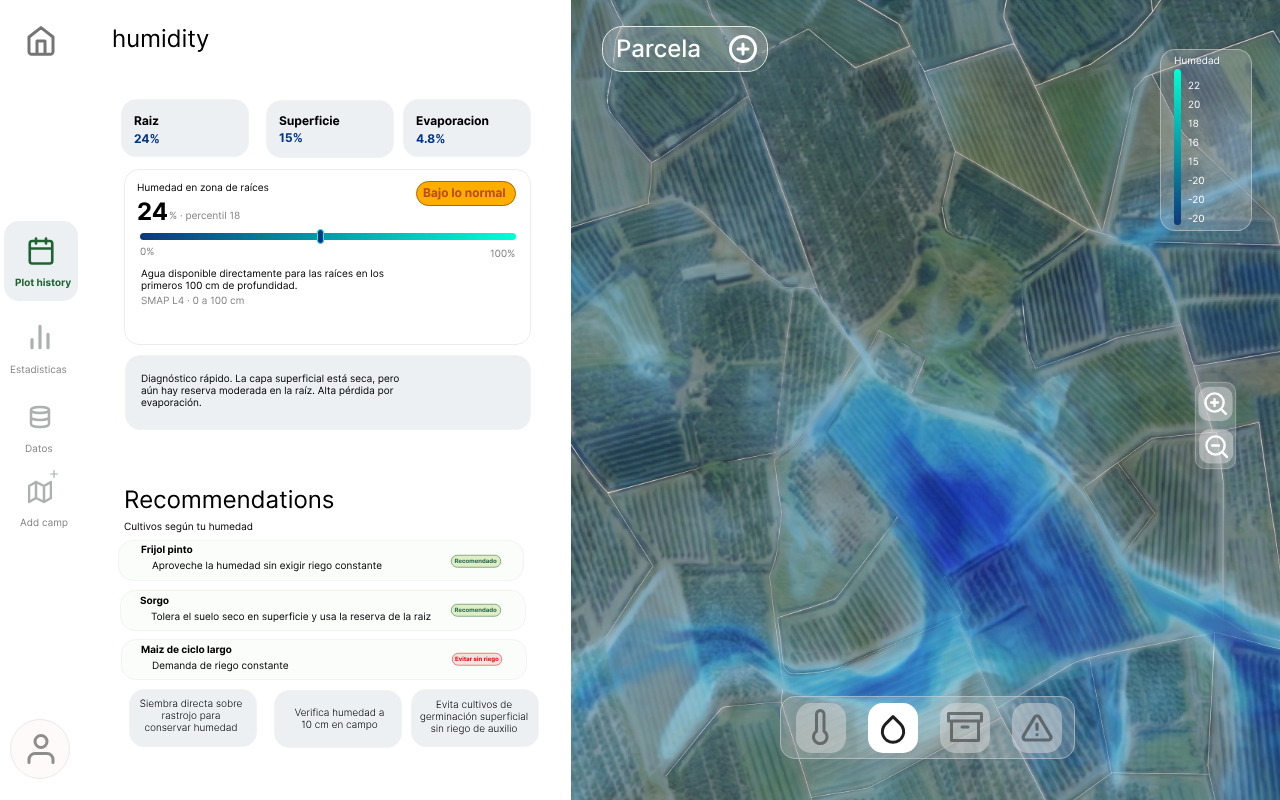 humidity
Raiz
24%
Superficie
15%
Evaporacion
4.8%
Humedad en zona de raíces
Bajo lo normal
24 % · percentil 18
0%
100%
Agua disponible directamente para las raíces en los
primeros 100 cm de profundidad.
SMAP L4 · 0 a 100 cm
Diagnóstico rápido. La capa superficial está seca, pero
aún hay reserva moderada en la raíz. Alta pérdida por
evaporación.
Plot history
Estadisticas
Datos
Add camp
Recommendations
Cultivos según tu humedad
Frijol pinto
Aproveche la humedad sin exigir riego constante
Recomendado
Sorgo
Tolera el suelo seco en superficie y usa la reserva de la raiz
Recomendado
Maiz de ciclo largo
Demanda de riego constante
Evitar sin riego
Siembra directa sobre
rastrojo para
conservar humedad
Verifica humedad a
10 cm en campo
Evita cultivos de
germinación superficial
sin riego de auxilio
Parcela
Humedad
22
20
18
16
15
-20
-20
-20